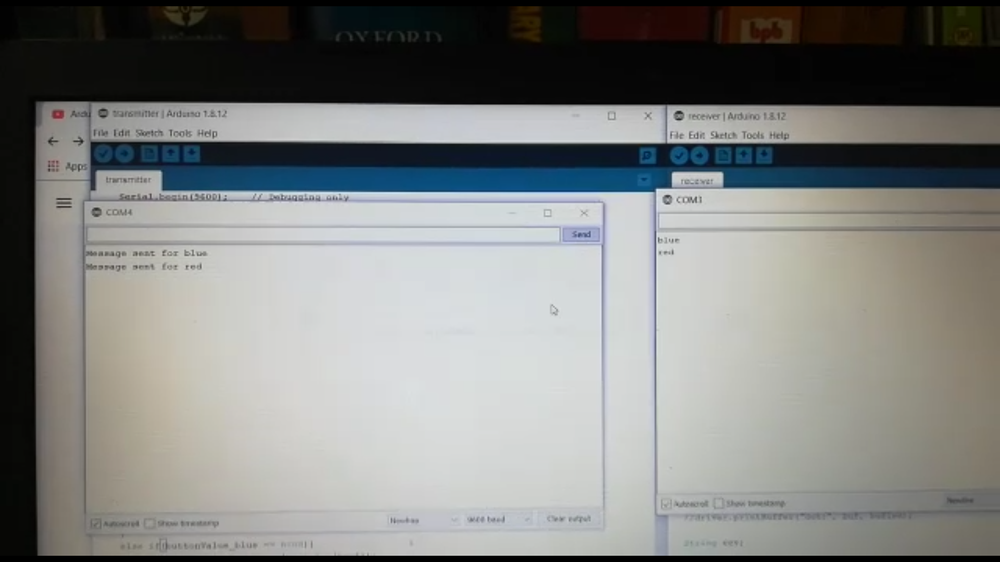 OXFORD
ARY
bpb
Ardu
transmitter | Arduino 1.8.12
File Edit Sketch Tools Help
Apps
transmitter
Serial.begin(9600);    // Debugging only
COM4
Send
Message sent for blue
Message sent for red
Autoscroll Show timestamp
Newline
9600 baud
Clear output
else if(buttonValue_blue == HIGH){
receiver | Arduino 1.8.12
File Edit Sketch Tools Help
receiver
COM3
blue
red
Autoscroll Show timestamp
Newline
//driver.printBuffer("Got:", buf, buflen);
String